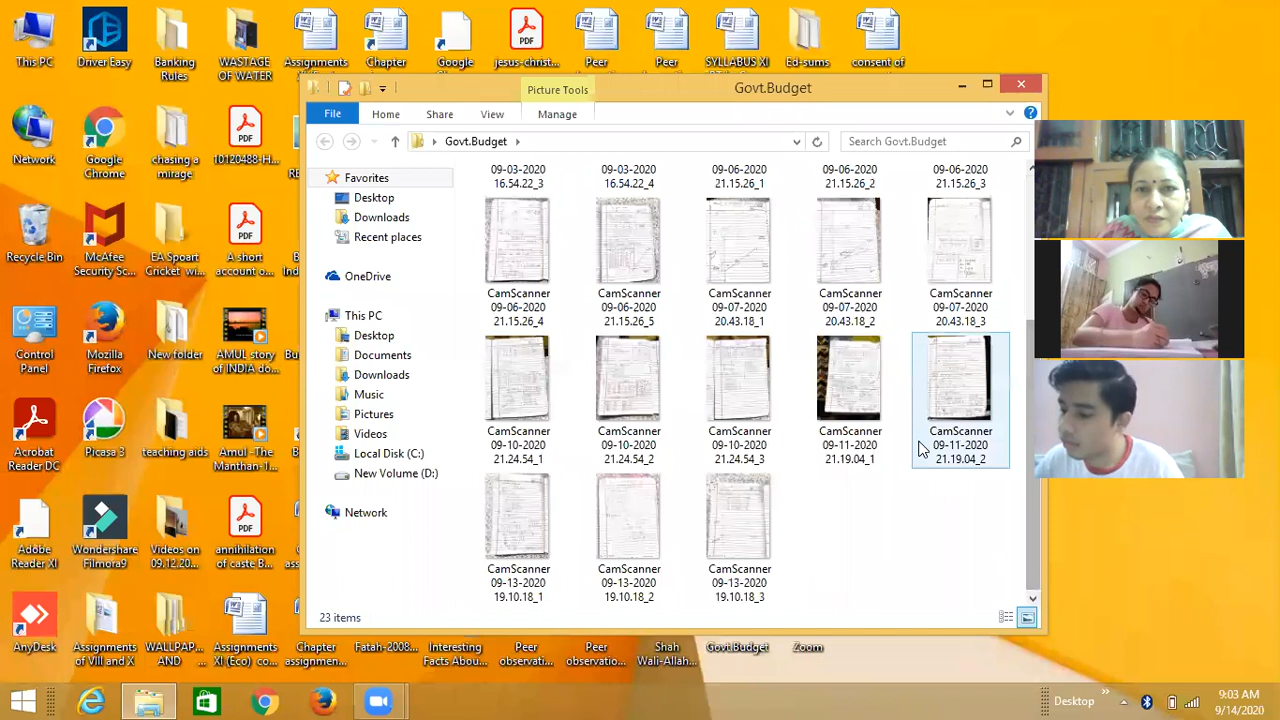 This PC
Driver Easy
Banking
Rules
WASTAGE
OF WATER
Assignments
Chapter
Google
jesus-christ...
Peer
Peer
SYLLABUS XI
Ed-sums
consent of
Network
Google
Chrome
chasing a
mirage
10120488-H...
Recycle Bin
McAfee
Security Sc...
EA Sport
Cricket wi...
A short
account o...
Control
Panel
Mozilla
Firefox
New folder
AMUL story
of INDIA do...
Acrobat
Reader DC
Picasa 3
teaching aids
Amul -The
Manthan-1...
Adobe
Reader XI
Wondershare
Filmora9
Videos on
09.12.20...
annihilation
of caste B...
AnyDesk
Assignments
of VIII and X
WALLPAP...
AND
Assignments
XI (Eco) co...
Chapter
assignmen...
Fatah-2008...
Interesting
Facts Abou...
Peer
observati...
Peer
observatio...
Shah
Wali-Allah...
Govt.Budget
Zoom
Picture Tools
Govt.Budget
File
Home
Share
View
Manage
Govt.Budget
Search Govt.Budget
Favorites
Desktop
Downloads
Recent places
OneDrive
This PC
Desktop
Documents
Downloads
Music
Pictures
Videos
Local Disk (C:)
New Volume (D:)
Network
09-03-2020
16.54.22_3
09-03-2020
16.54.22_4
09-06-2020
21.15.26_1
09-06-2020
21.15.26_2
09-06-2020
21.15.26_3
CamScanner
09-06-2020
21.15.26_4
CamScanner
09-06-2020
21.15.26_5
CamScanner
09-07-2020
20.43.18_1
CamScanner
09-07-2020
20.43.18_2
CamScanner
09-07-2020
20.43.18_3
CamScanner
09-10-2020
21.24.54_1
CamScanner
09-10-2020
21.24.54_2
CamScanner
09-10-2020
21.24.54_3
CamScanner
09-11-2020
21.19.04_1
CamScanner
09-11-2020
21.19.04_2
CamScanner
09-13-2020
19.10.18_1
CamScanner
09-13-2020
19.10.18_2
CamScanner
09-13-2020
19.10.18_3
23 items
Desktop
9:03 AM
9/14/2020